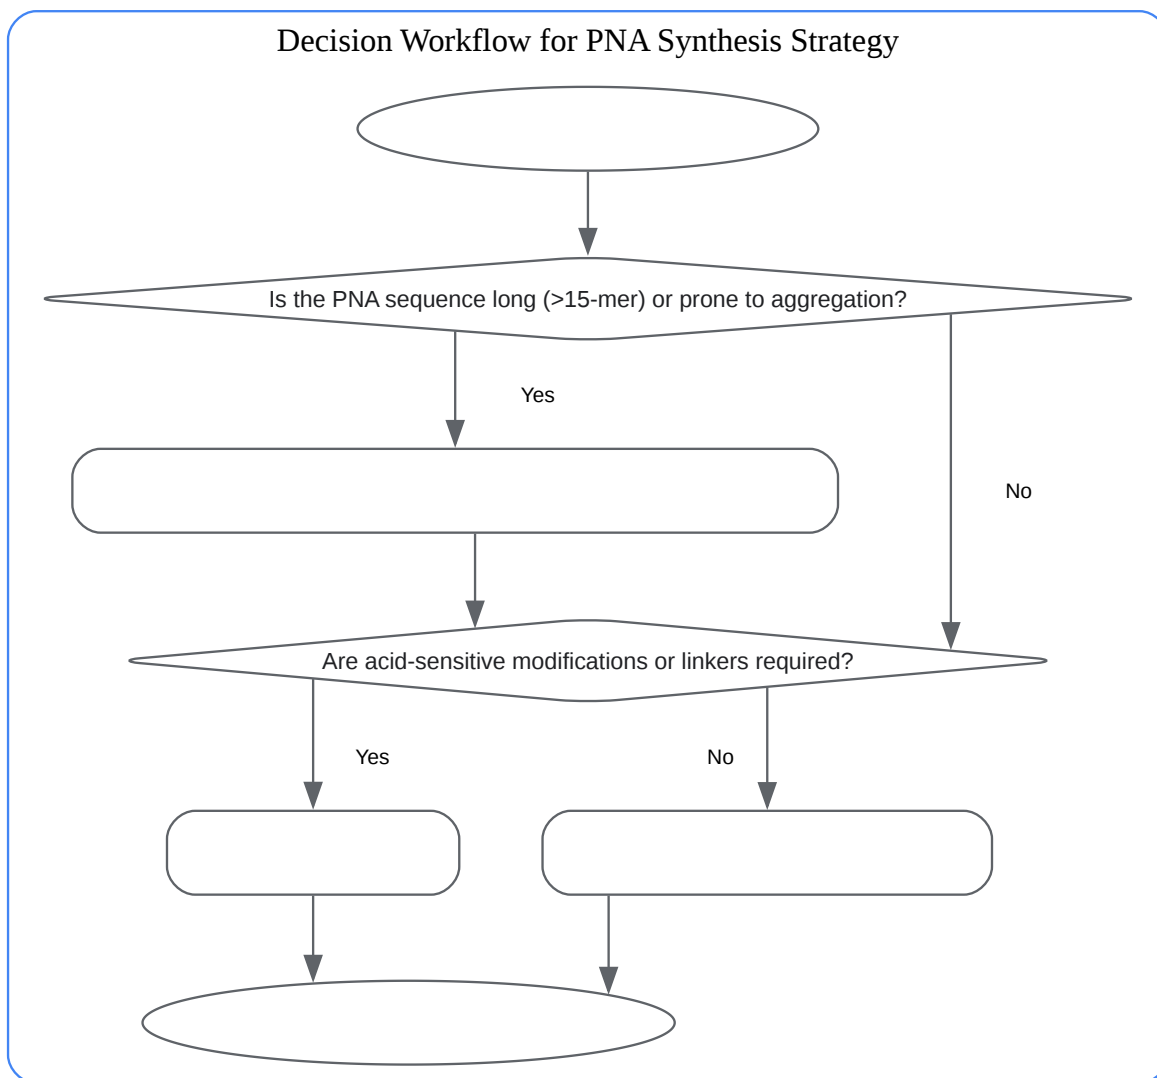 Decision Workflow for PNA Synthesis Strategy
Is the PNA sequence long (>15-mer) or prone to aggregation?
Yes
No
Are acid-sensitive modifications or linkers required?
Yes
No